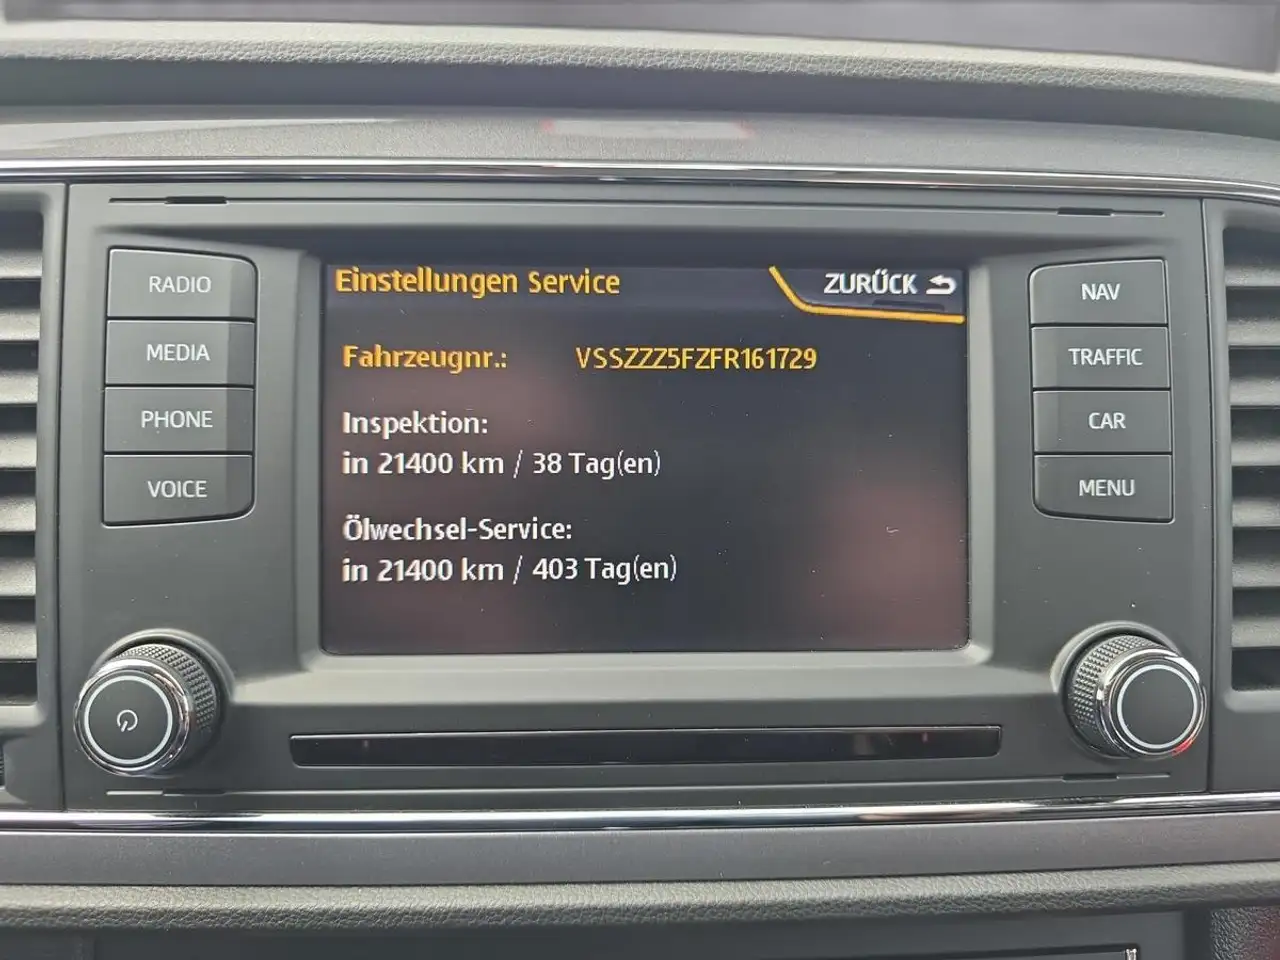 RADIO
MEDIA
PHONE
VOICE
Einstellungen Service
ZURÜCK
Fahrzeugnr.: VSSZZZ5FZFR161729
Inspektion:
in 21400 km / 38 Tag(en)
Ölwechsel-Service:
in 21400 km / 403 Tag(en)
NAV
TRAFFIC
CAR
MENU